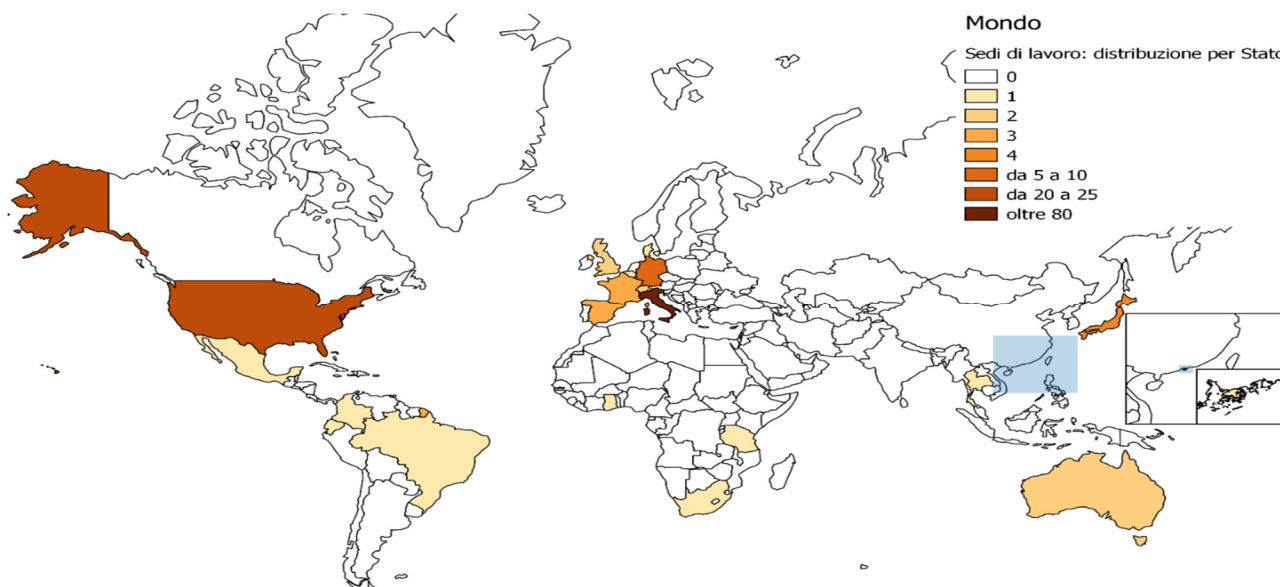 Mondo
Sedi di lavoro: distribuzione per Stato
0
1
2
3
4
da 5 a 10
da 20 a 25
oltre 80